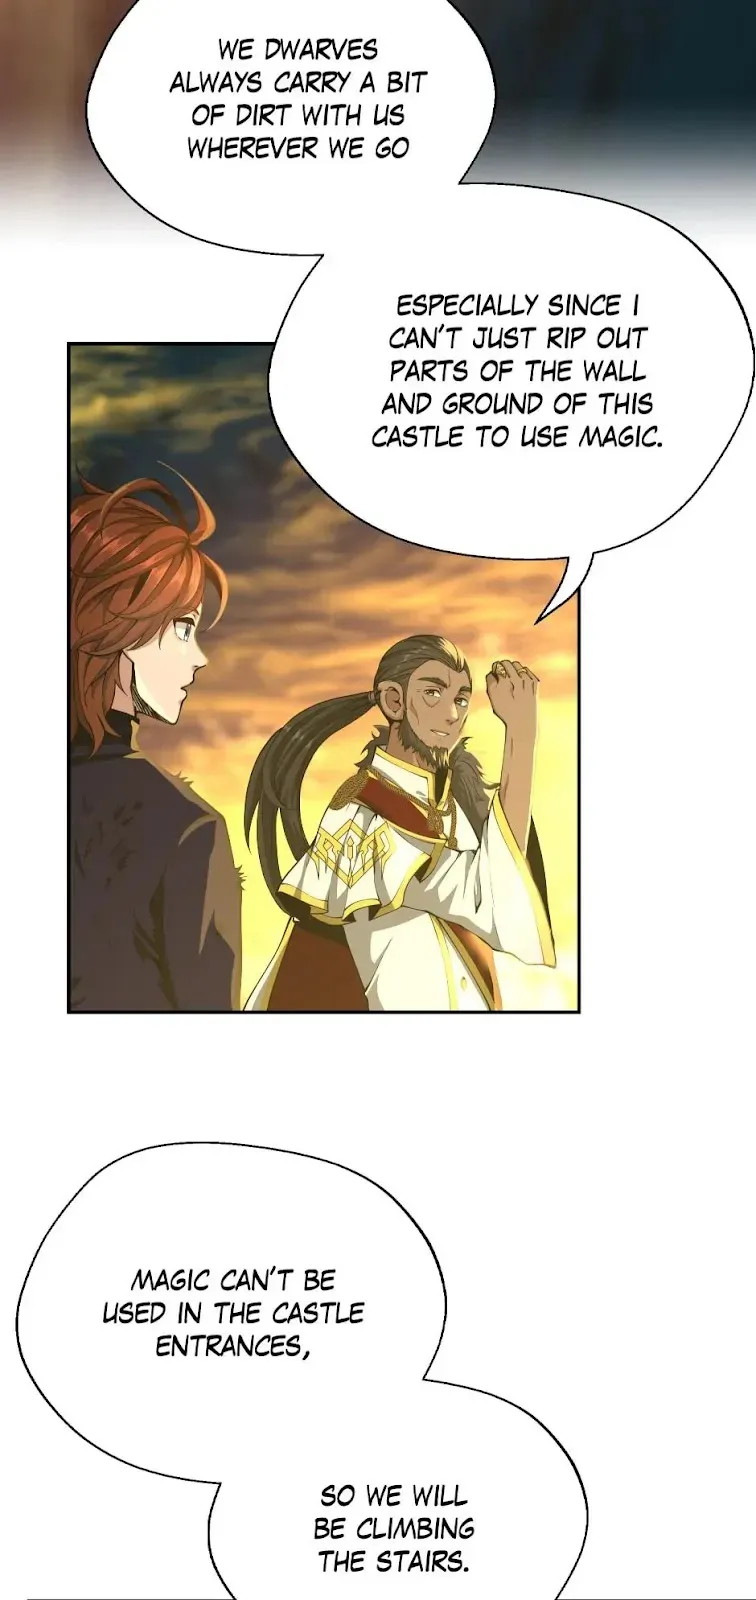 WE DWARVES
ALWAYS CARRY A BIT
OF DIRT WITH US
WHEREVER WE GO
ESPECIALLY SINCE I
CAN'T JUST RIP OUT
PARTS OF THE WALL
AND GROUND OF THIS
CASTLE TO USE MAGIC.
MAGIC CAN'T BE
USED IN THE CASTLE
ENTRANCES,
SO WE WILL
BE CLIMBING
THE STAIRS.